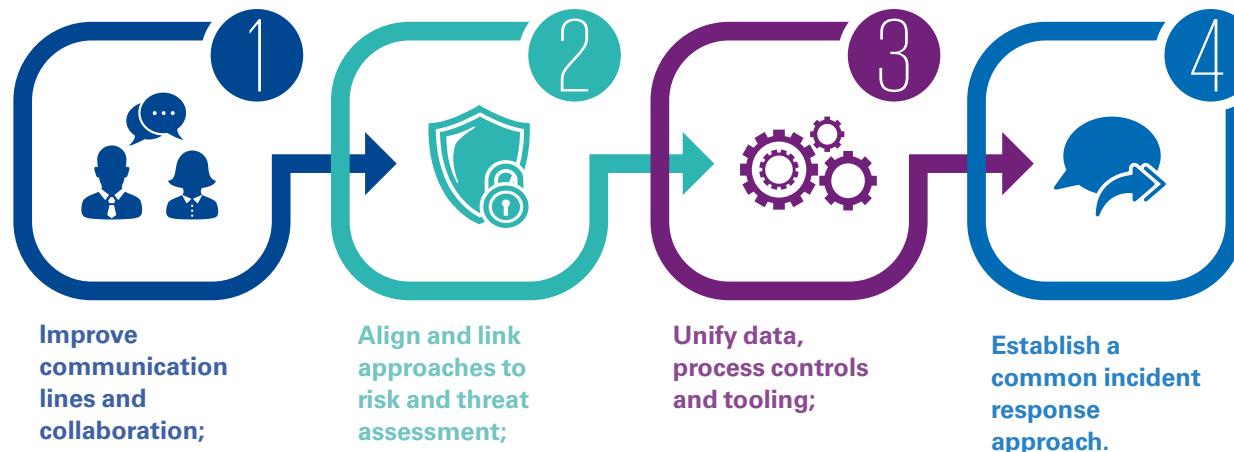 1
Improve
communication
lines and
collaboration;
2
Align and link
approaches to
risk and threat
assessment;
3
Unify data,
process controls
and tooling;
4
Establish a
common incident
response
approach.